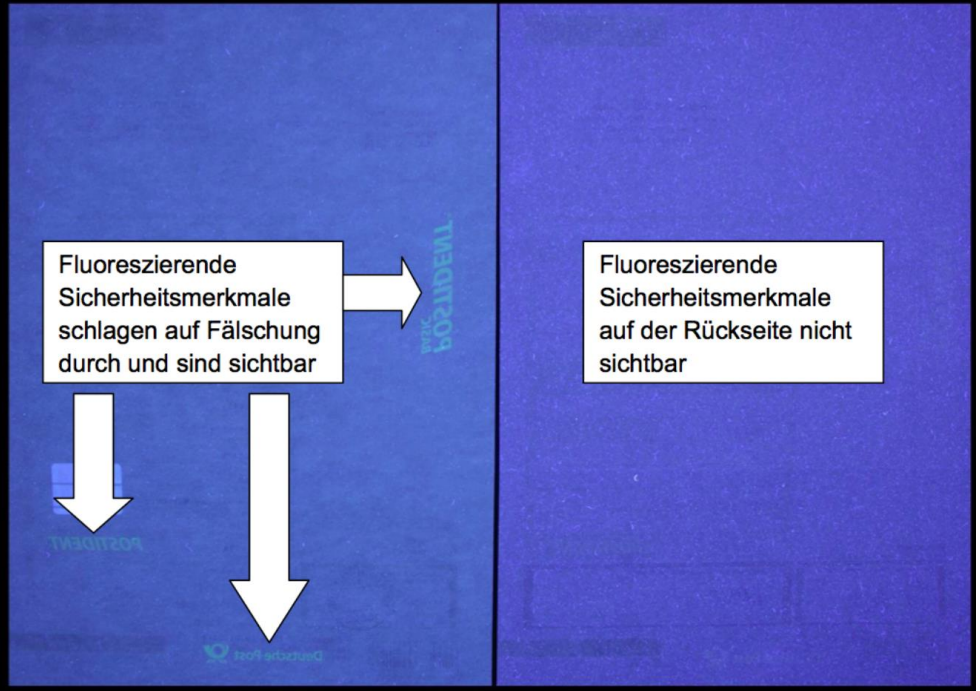 Fluoreszierende
Sicherheitsmerkmale
schlagen auf Fälschung
durch und sind sichtbar
BASIC
POSTIDENT
POSTIDENT
Deutsche Post
Fluoreszierende
Sicherheitsmerkmale
auf der Rückseite nicht
sichtbar